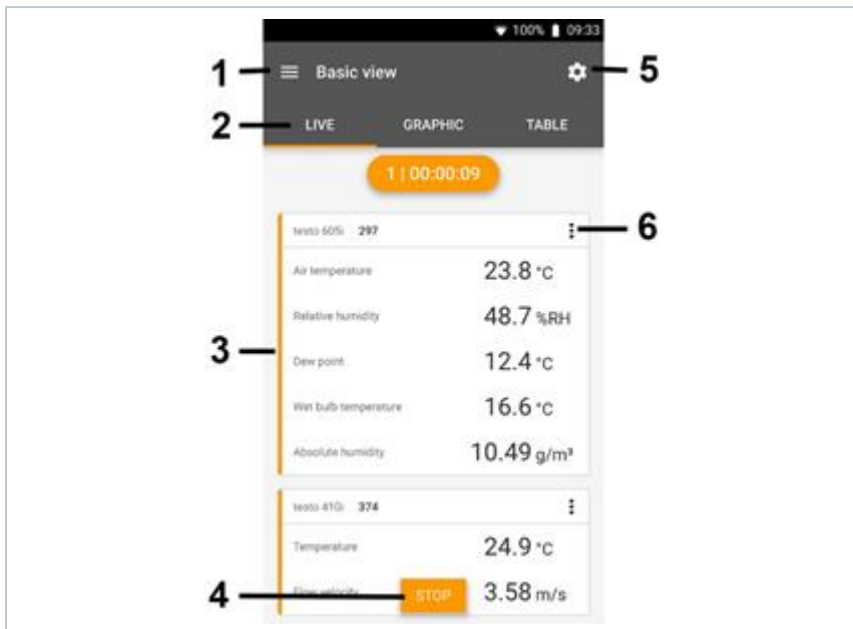 100% 09:33
1 Basic view 5
2 LIVE GRAPHIC TABLE
1 | 00:00:09
testo 605i 297 6
Air temperature 23.8 °C
Relative humidity 48.7 %RH
3
Dew point 12.4 °C
Wet bulb temperature 16.6 °C
Absolute humidity 10.49 g/m³
testo 410i 374
Temperature 24.9 °C
4 Flow velocity STOP 3.58 m/s